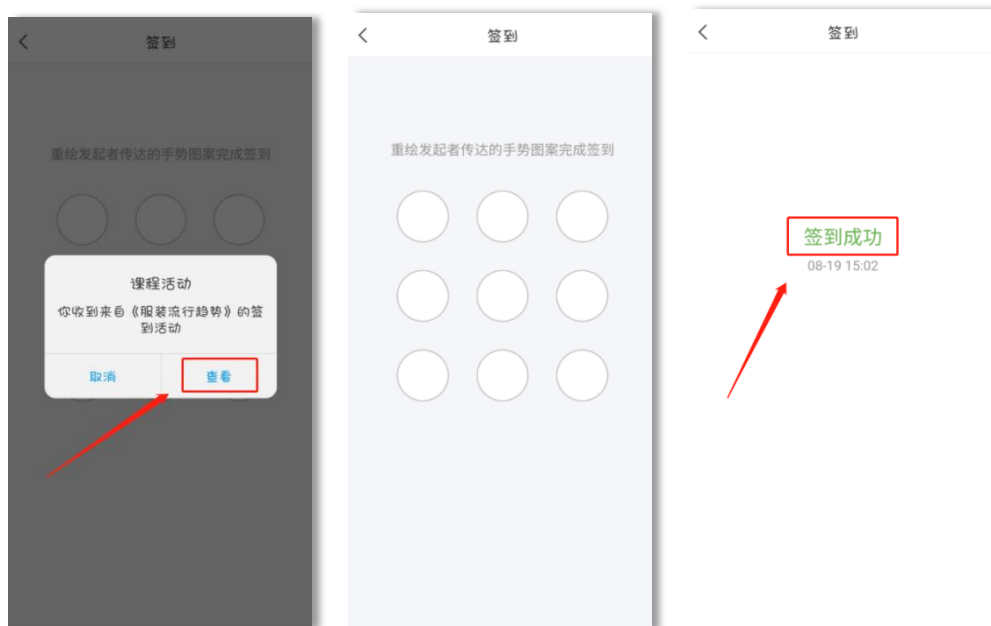 签到
重绘发起者传达的手势图案完成签到
课程活动
你收到来自《服装流行趋势》的签
到活动
取消
查看
签到
重绘发起者传达的手势图案完成签到
签到
签到成功
08-19 15:02